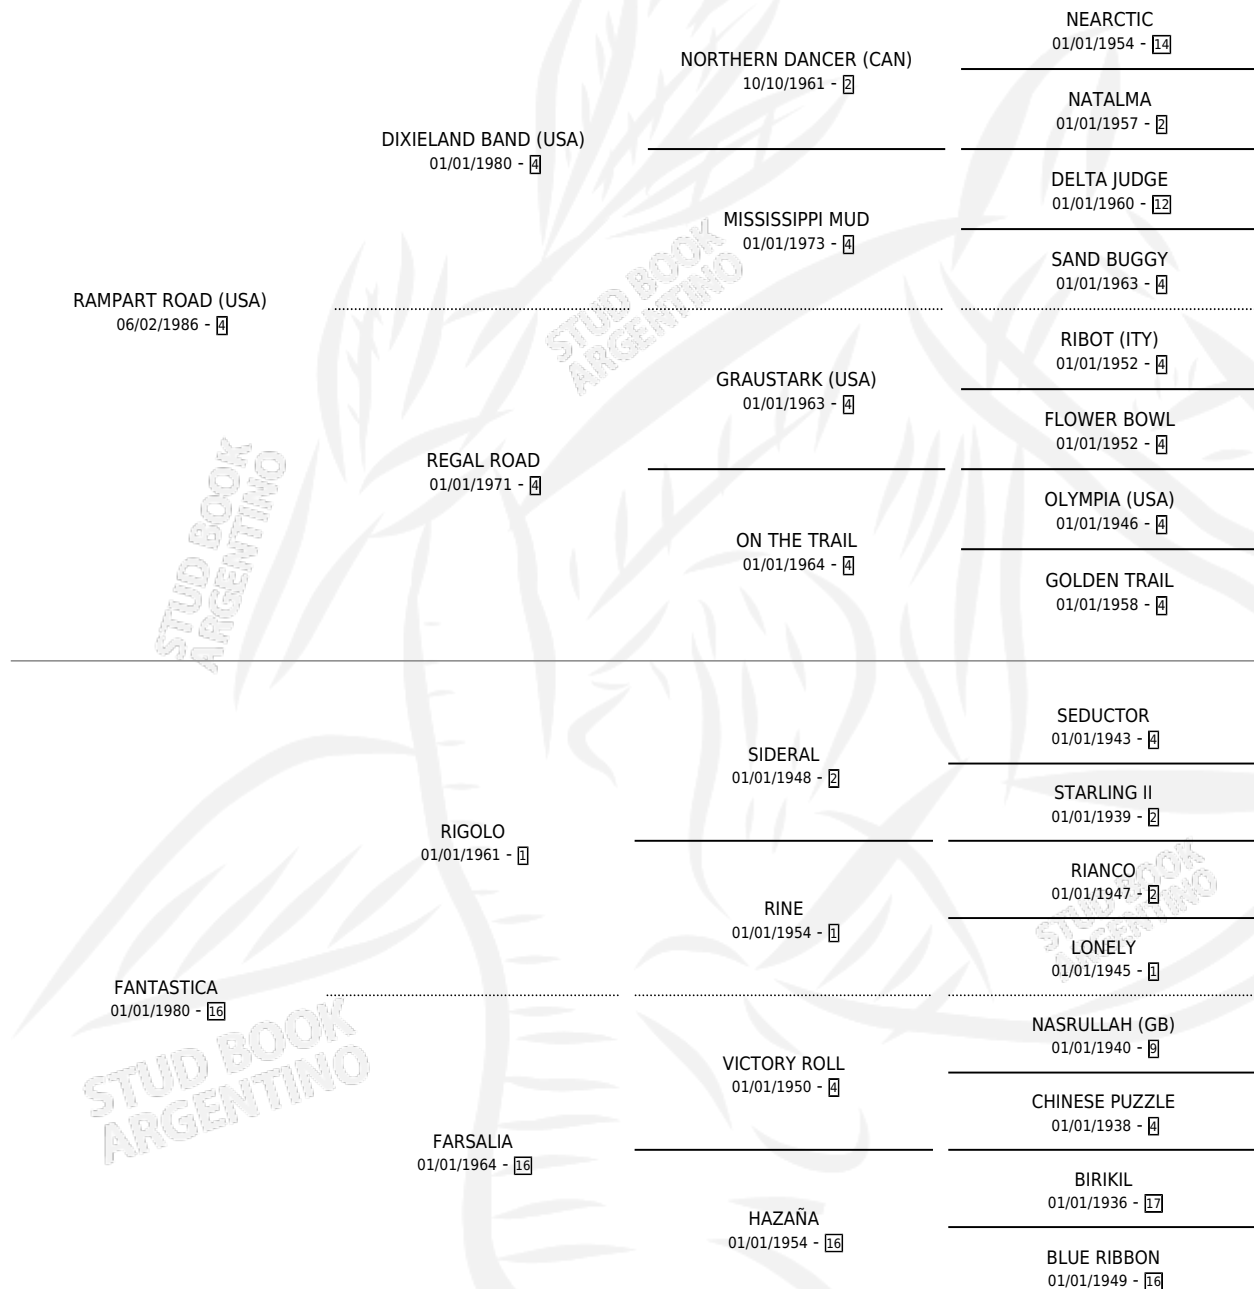 NEARCTIC
01/01/1954 - 14
NORTHERN DANCER (CAN)
10/10/1961 - 2
NATALMA
01/01/1957 - 2
DIXIELAND BAND (USA)
01/01/1980 - 4
DELTA JUDGE
01/01/1960 - 12
MISSISSIPPI MUD
01/01/1973 - 4
SAND BUGGY
01/01/1963 - 4
RAMPART ROAD (USA)
06/02/1986 - 4
RIBOT (ITY)
01/01/1952 - 4
GRAUSTARK (USA)
01/01/1963 - 4
FLOWER BOWL
01/01/1952 - 4
REGAL ROAD
01/01/1971 - 4
OLYMPIA (USA)
01/01/1946 - 4
ON THE TRAIL
01/01/1964 - 4
GOLDEN TRAIL
01/01/1958 - 4
SEDUCTOR
01/01/1943 - 4
SIDERAL
01/01/1948 - 2
STARLING II
01/01/1939 - 2
RIGOLO
01/01/1961 - 1
RIANCO
01/01/1947 - 2
RINE
01/01/1954 - 1
LONELY
01/01/1945 - 1
FANTASTICA
01/01/1980 - 16
NASRULLAH (GB)
01/01/1940 - 9
VICTORY ROLL
01/01/1950 - 4
CHINESE PUZZLE
01/01/1938 - 4
FARSALIA
01/01/1964 - 16
BIRIKIL
01/01/1936 - 17
HAZAÑA
01/01/1954 - 16
BLUE RIBBON
01/01/1949 - 16
STUD BOOK
ARGENTINO
STUD BOOK
ARGENTINO
STUD BOOK
ARGENTINO
STUD BOOK
ARGENTINO